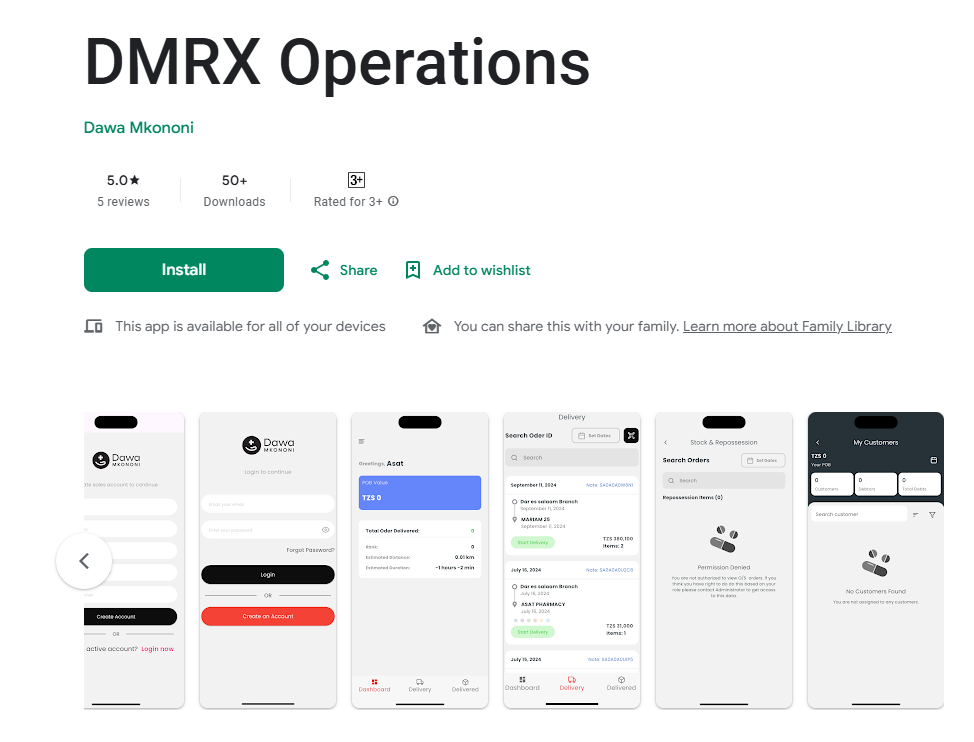 DMRX Operations
Dawa Mkononi
5.0★
5 reviews
50+
Downloads
3+
Rated for 3+
Install
Share
Add to wishlist
This app is available for all of your devices
You can share this with your family. Learn more about Family Library
Dawa
MKONONI
ate sales account to continue
Create Account
OR
active account? Login now
Dawa
MKONONI
Login to continue
Enter your email
Enter your password
Forgot Password?
Login
OR
Create an Account
Greetings, Asat
POB Value
TZS 0
Total Oder Delivered: 0
Rank: 0
Estimated Distance: 0.01 km
Estimated Duration: ~1 hours ~2 min
Dashboard
Delivery
Delivered
Delivery
Search Oder ID
Set Dates
Search
September 11, 2024
Dar es salaam Branch
September 11, 2024
MARIAM 25
September 11, 2024
Start Delivery
TZS 380,100
Items: 2
July 16, 2024
Dar es salaam Branch
July 16, 2024
ASAT PHARMACY
July 16, 2024
Start Delivery
TZS 31,000
Items: 1
July 15, 2024
Dashboard
Delivery
Delivered
Stock & Repossession
Search Orders
Set Dates
Search
Repossession Items (0)
Permission Denied
You are not authorized to view O2S orders. If you
think you have right to do do this based on your
role please contact Administrator to get access
to this data
My Customers
TZS 0
Your POB
0
Customers
0
Debtors
0
Total Debts
Search customer
No Customers Found
You are not assigned to any customers.